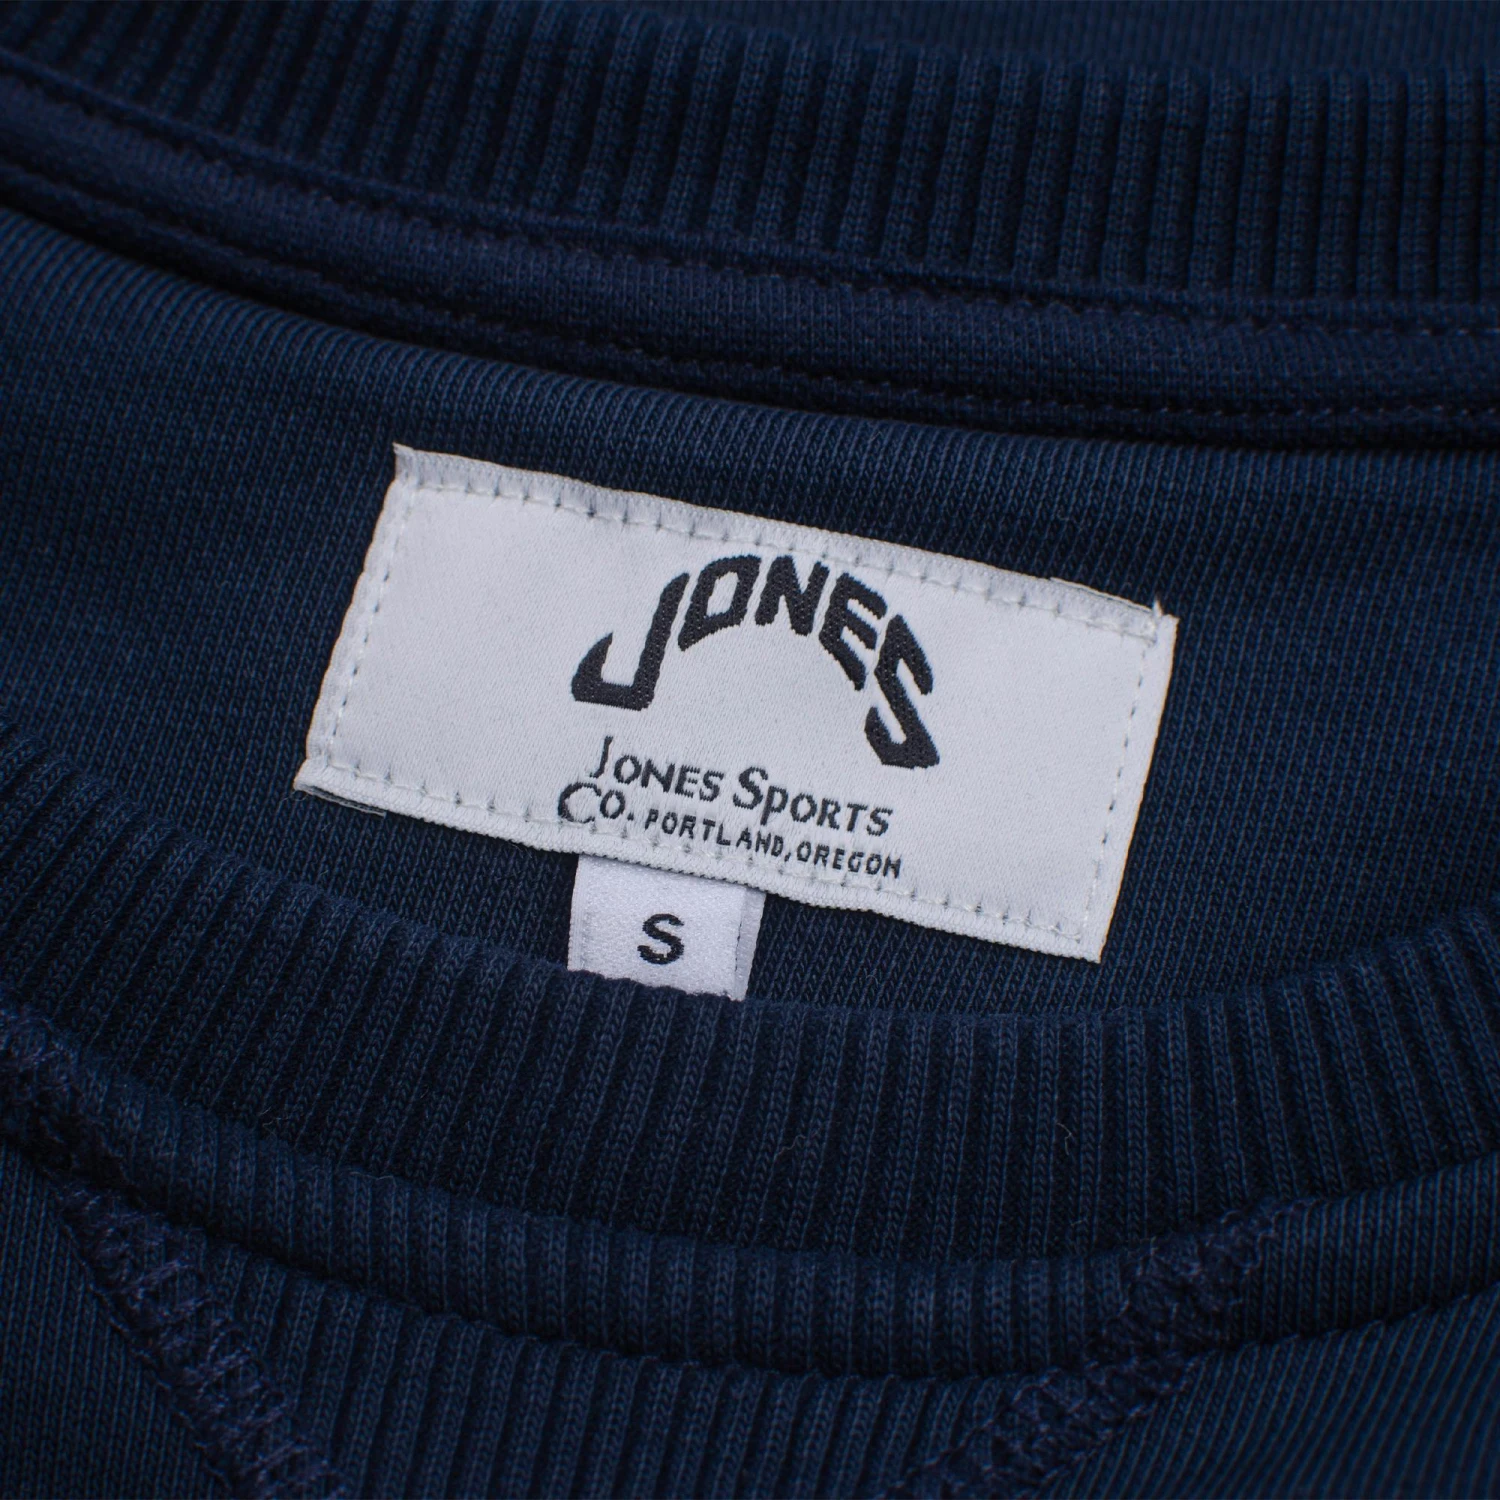 JONES
JONES SPORTS
CO. PORTLAND, OREGON
S